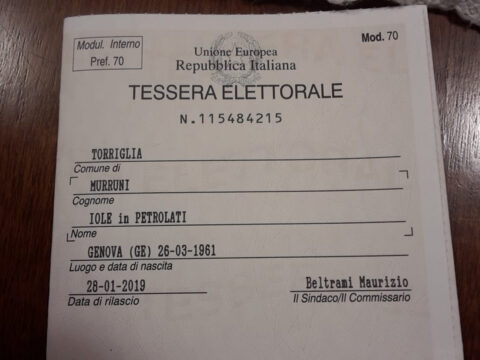 Modul. Interno
Pref. 70
Mod. 70
Unione Europea
Repubblica Italiana
TESSERA ELETTORALE
N.115484215
TORRIGLIA
Comune di
MURRUNI
Cognome
IOLE in PETROLATI
Nome
GENOVA (GE) 26-03-1961
Luogo e data di nascita
28-01-2019 Beltrami Maurizio
Data di rilascio Il Sindaco/Il Commissario